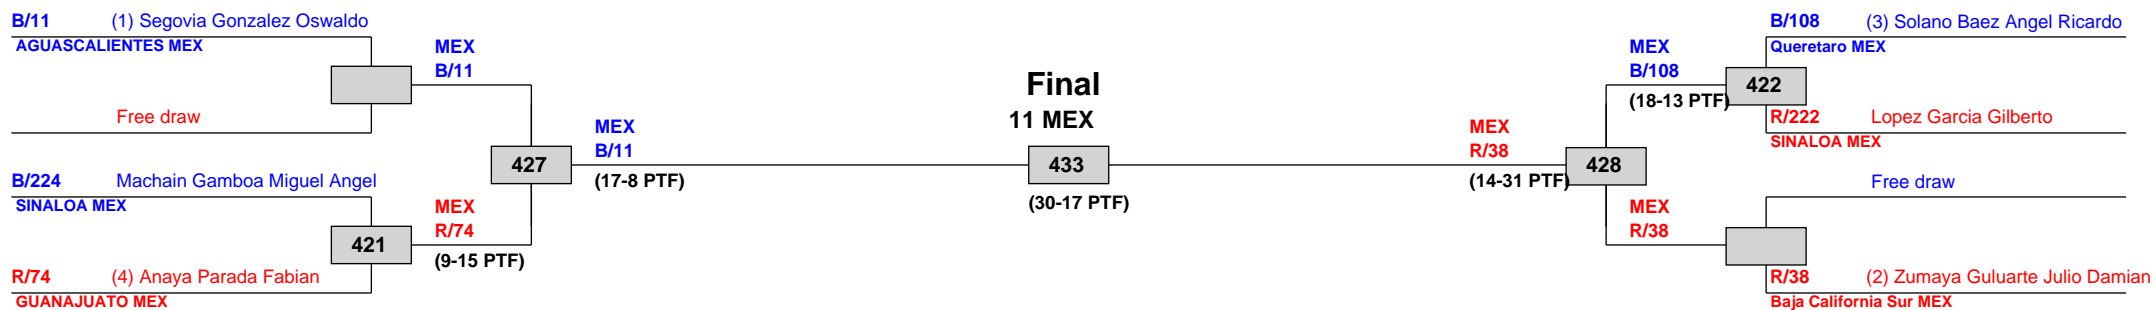 B/11 (1) Segovia Gonzalez Oswaldo
AGUASCALIENTES MEX
MEX
B/11
Free draw
B/224 Machain Gamboa Miguel Angel
SINALOA MEX
421
R/74 (4) Anaya Parada Fabian
GUANAJUATO MEX
MEX
R/74
(9-15 PTF)
427
MEX
B/11
(17-8 PTF)
Final
11 MEX
433
(30-17 PTF)
MEX
R/38
(14-31 PTF)
428
MEX
B/108
(18-13 PTF)
422
B/108 (3) Solano Baez Angel Ricardo
Queretaro MEX
R/222 Lopez Garcia Gilberto
SINALOA MEX
Free draw
MEX
R/38
R/38 (2) Zumaya Guluarte Julio Damian
Baja California Sur MEX